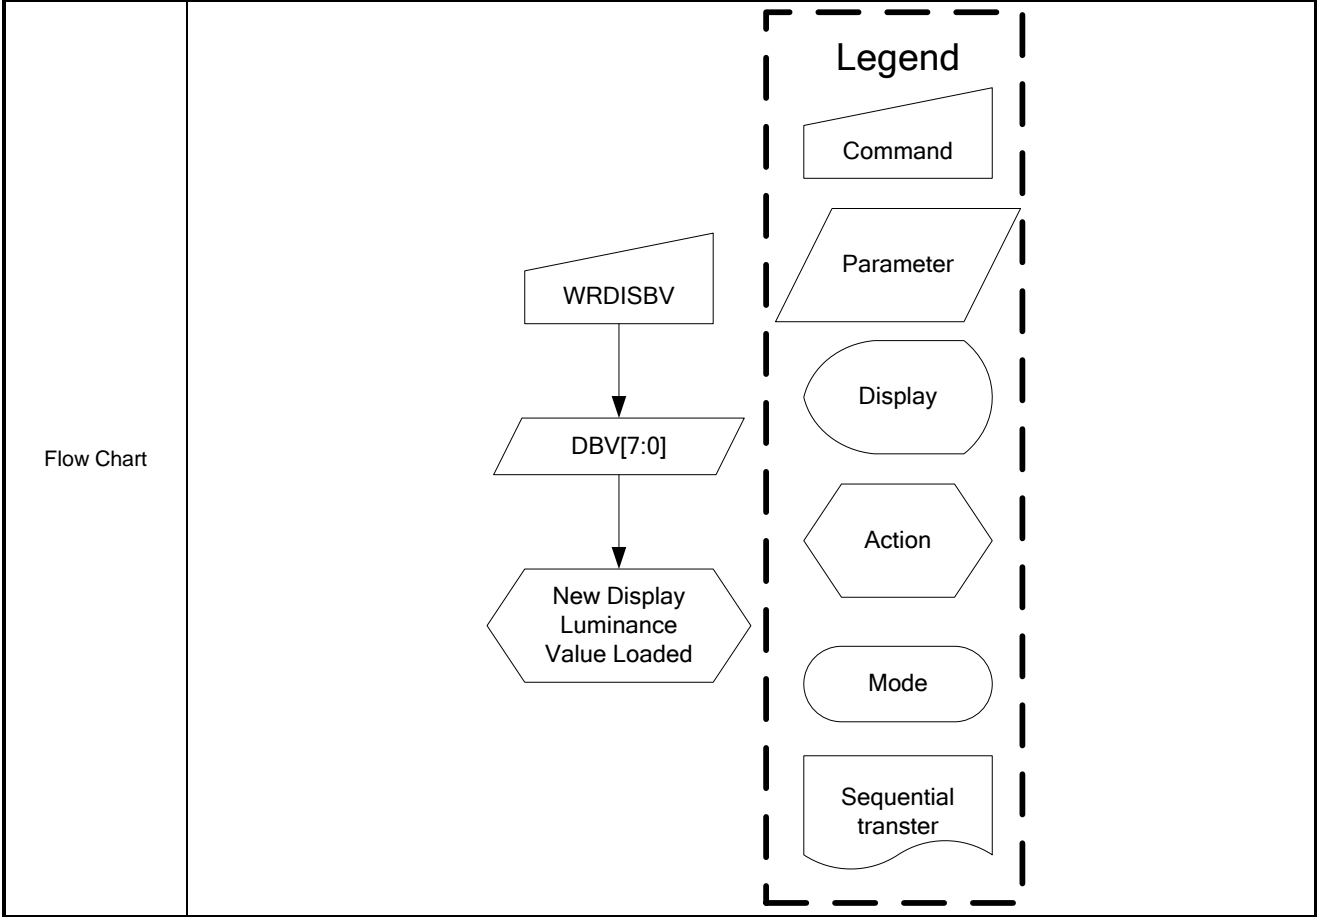 Flow Chart
WRDISBV
DBV[7:0]
New Display
Luminance
Value Loaded
Legend
Command
Parameter
Display
Action
Mode
Sequential
transter